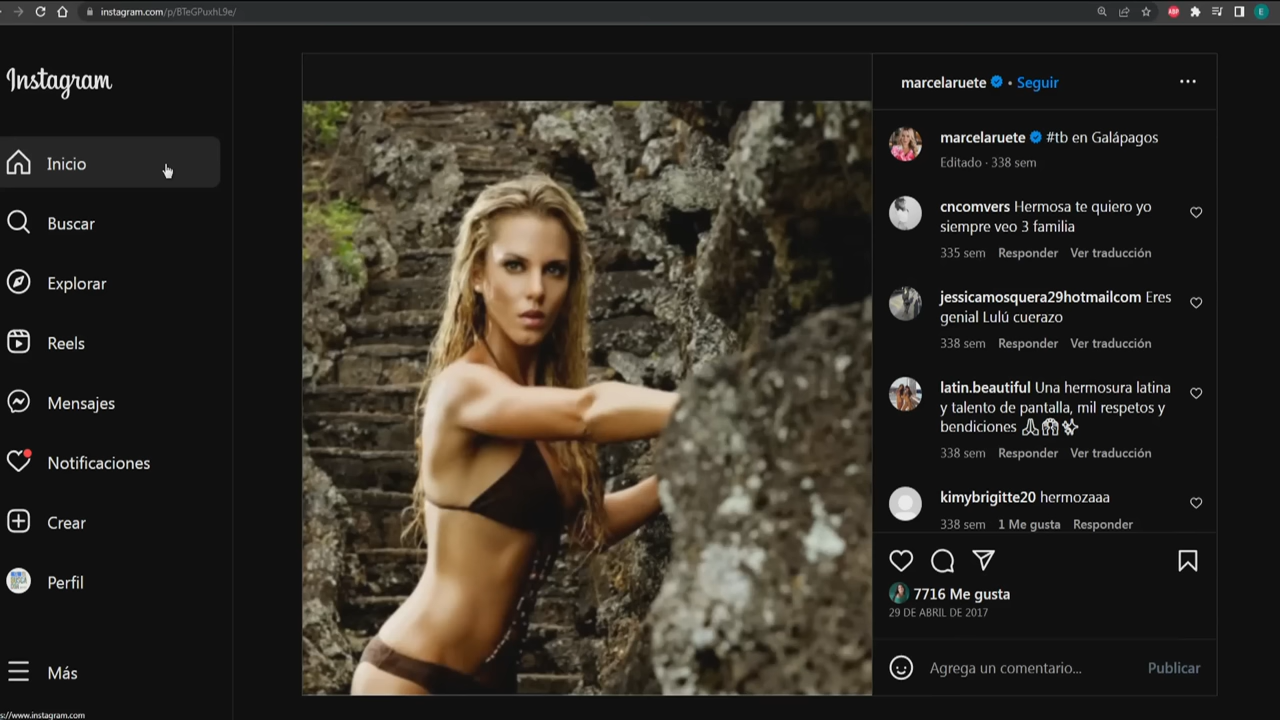 instagram.com/p/BTeGPuxhL9e/
ABP
E
Instagram
Inicio
Buscar
Explorar
Reels
Mensajes
Notificaciones
Crear
Perfil
Más
s://www.instagram.com
marcelaruete • Seguir
marcelaruete #tb en Galápagos
Editado · 338 sem
cncomvers Hermosa te quiero yo
siempre veo 3 familia
335 sem Responder Ver traducción
jessicamosquera29hotmailcom Eres
genial Lulú cuerazo
338 sem Responder Ver traducción
latin.beautiful Una hermosura latina
y talento de pantalla, mil respetos y
bendiciones
338 sem Responder Ver traducción
kimybrigitte20 hermozaaa
338 sem 1 Me gusta Responder
7716 Me gusta
29 DE ABRIL DE 2017
Agrega un comentario... Publicar